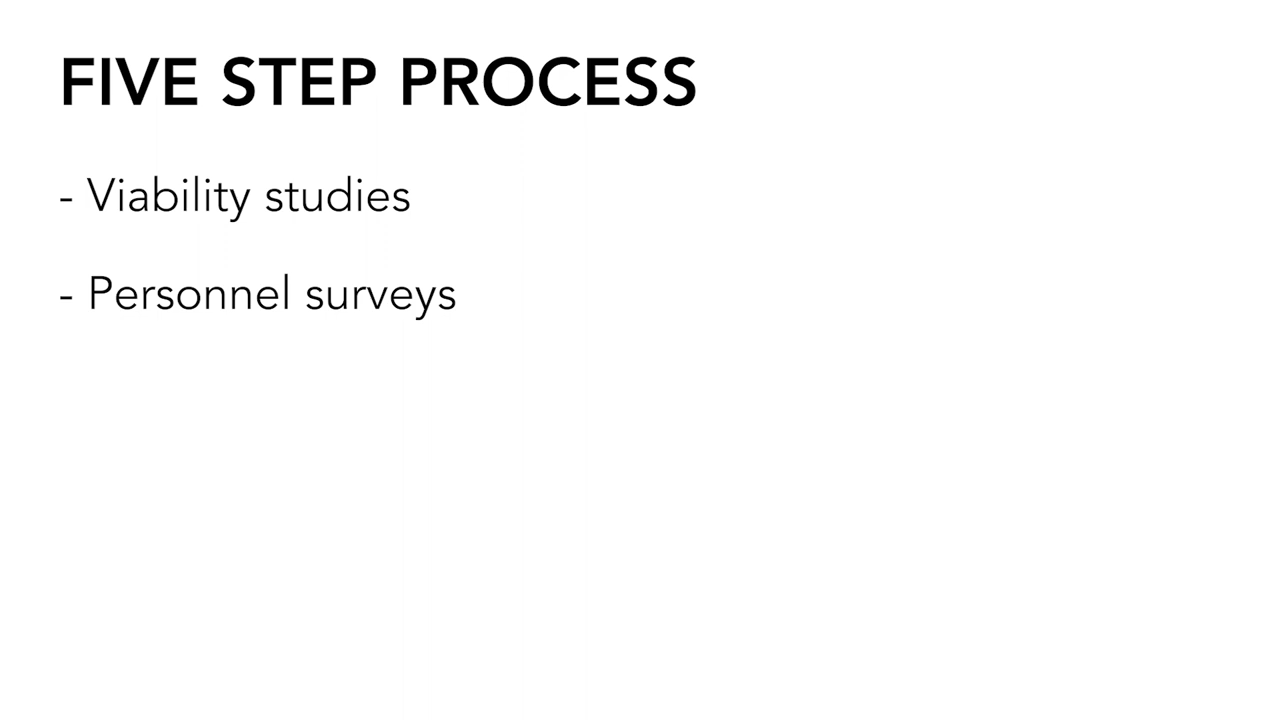 FIVE STEP PROCESS
- Viability studies
- Personnel surveys